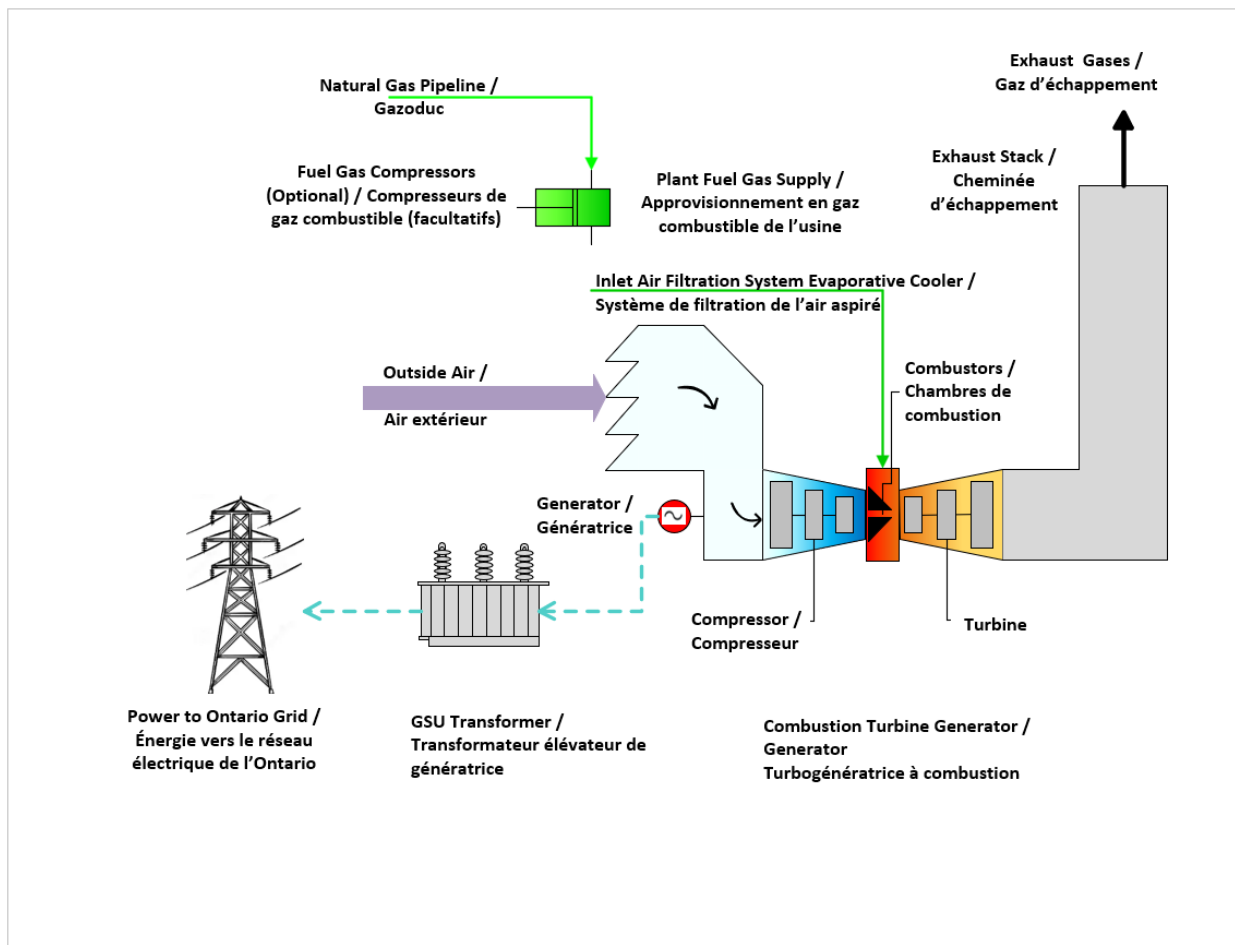 Exhaust  Gases /
Gaz d’échappement
Natural Gas Pipeline /
Gazoduc
Exhaust Stack /
Cheminée
d’échappement
Fuel Gas Compressors
(Optional) / Compresseurs de
gaz combustible (facultatifs)
Plant Fuel Gas Supply /
Approvisionnement en gaz
combustible de l’usine
Inlet Air Filtration System Evaporative Cooler /
Système de filtration de l’air aspiré
Outside Air /
Air extérieur
Combustors /
Chambres de
combustion
Generator /
Génératrice
Compressor /
Compresseur
Turbine
Power to Ontario Grid /
Énergie vers le réseau
électrique de l’Ontario
GSU Transformer /
Transformateur élévateur de
génératrice
Combustion Turbine Generator /
Generator
Turbogénératrice à combustion